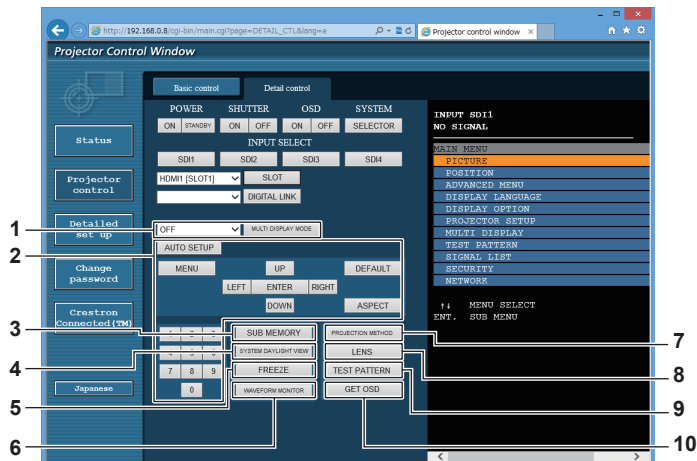 http://192.168.0.8/cgi-bin/main.cgi?page=DETAIL_CTL&lang=e
Projector control window
Projector Control Window
Basic control
Detail control
POWER SHUTTER OSD SYSTEM
ON STANDBY ON OFF ON OFF SELECTOR
INPUT SELECT
SDI1 SDI2 SDI3 SDI4
HDMI1 [SLOT1] SLOT
DIGITAL LINK
OFF MULTI DISPLAY MODE
AUTO SETUP
MENU UP DEFAULT
LEFT ENTER RIGHT
DOWN ASPECT
SUB MEMORY PROJECTION METHOD
SYSTEM DAYLIGHT VIEW LENS
7 8 9 FREEZE TEST PATTERN
0 WAVEFORM MONITOR GET OSD
Status
Projector
control
Detailed
set up
Change
password
Crestron
Connected(TM)
Japanese
INPUT SDI1
NO SIGNAL
MAIN MENU
PICTURE
POSITION
ADVANCED MENU
DISPLAY LANGUAGE
DISPLAY OPTION
PROJECTOR SETUP
MULTI DISPLAY
TEST PATTERN
SIGNAL LIST
SECURITY
NETWORK
↑↓ MENU SELECT
ENT. SUB MENU
1
2
3
4
5
6
7
8
9
10